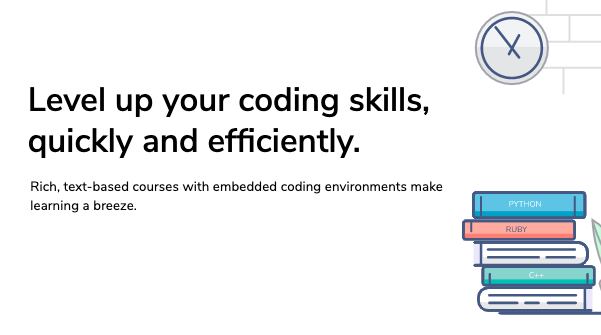 Level up your coding skills,
quickly and efficiently.
Rich, text-based courses with embedded coding environments make
learning a breeze.
PYTHON
RUBY
C++